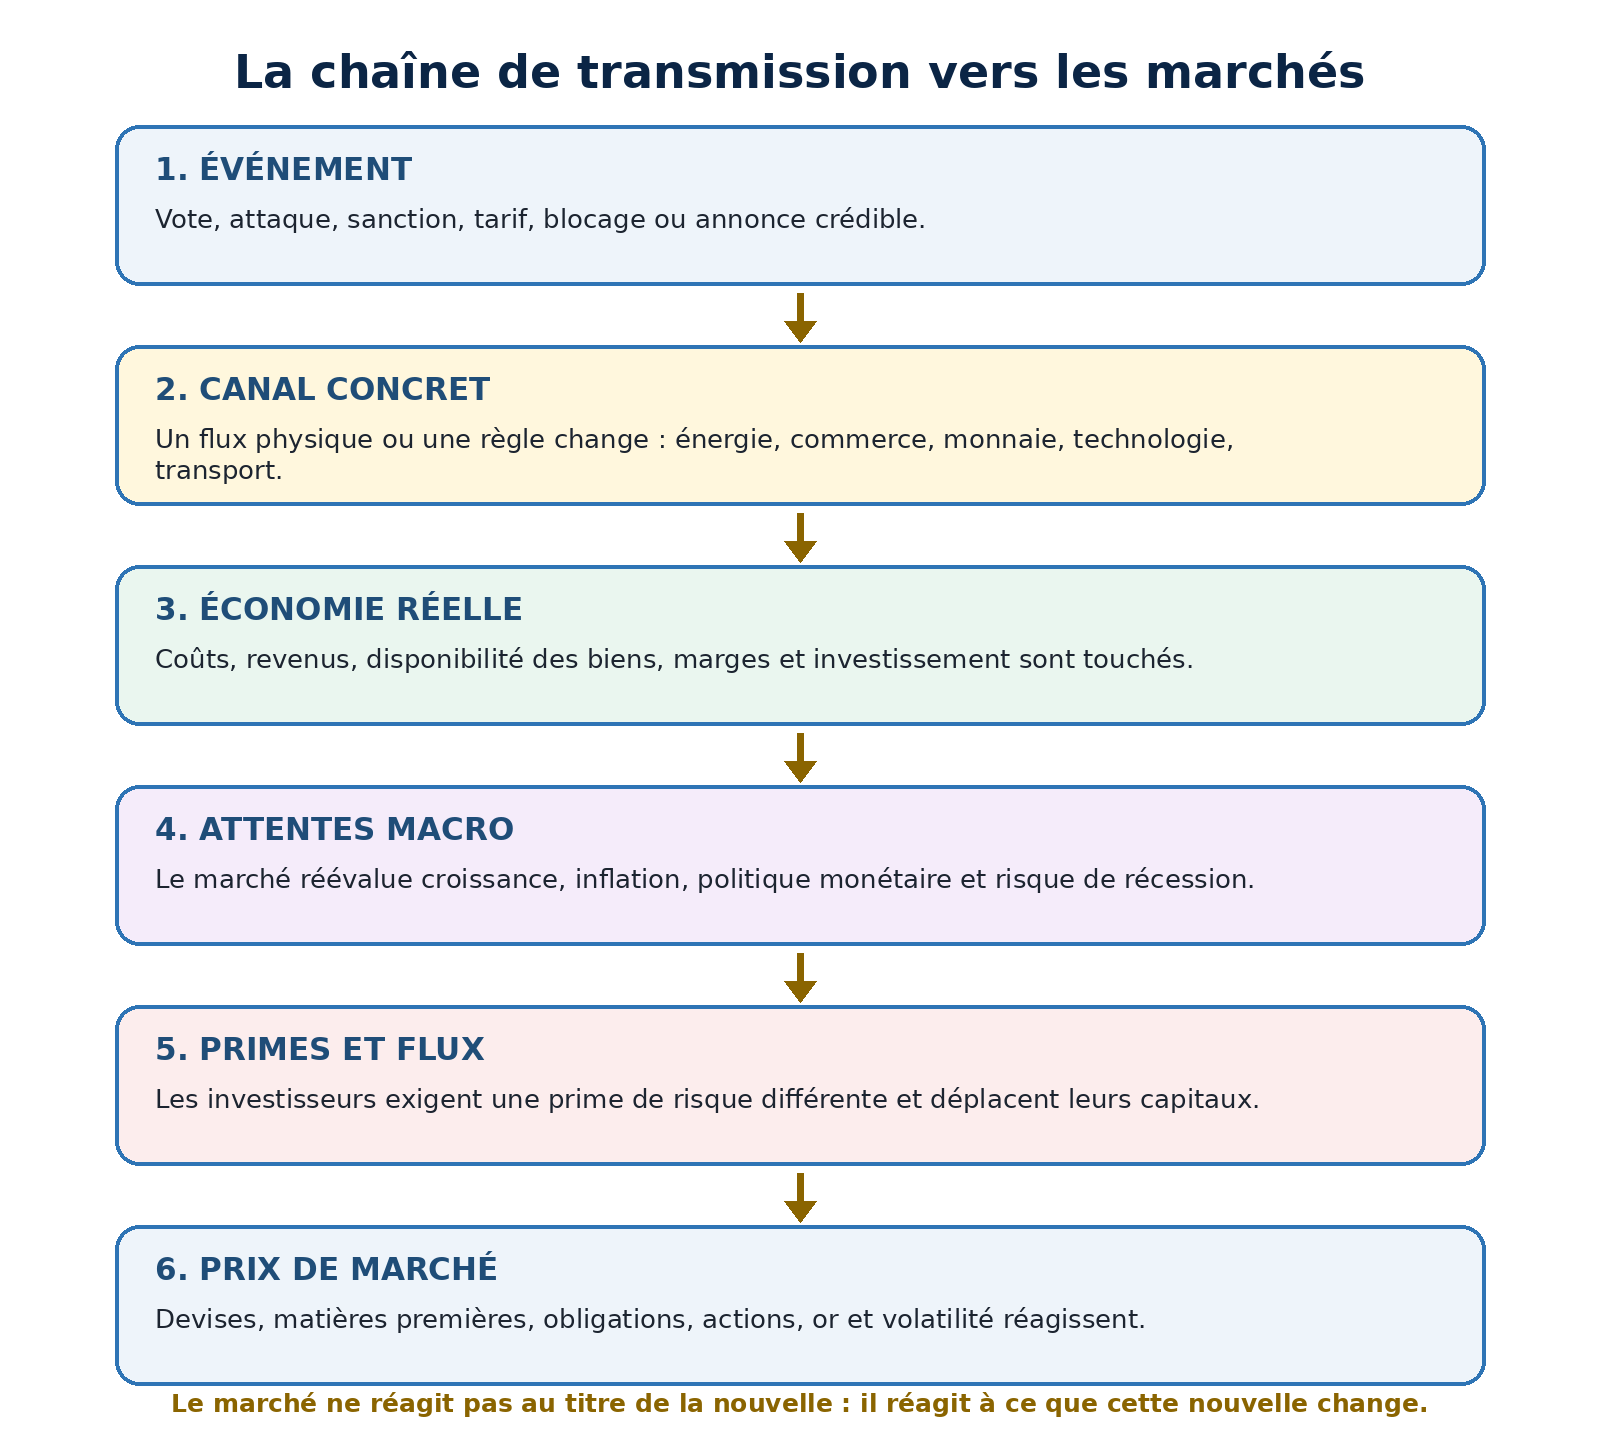 La chaîne de transmission vers les marchés
1. ÉVÉNEMENT
Vote, attaque, sanction, tarif, blocage ou annonce crédible.
2. CANAL CONCRET
Un flux physique ou une règle change : énergie, commerce, monnaie, technologie,
transport.
3. ÉCONOMIE RÉELLE
Coûts, revenus, disponibilité des biens, marges et investissement sont touchés.
4. ATTENTES MACRO
Le marché réévalue croissance, inflation, politique monétaire et risque de récession.
5. PRIMES ET FLUX
Les investisseurs exigent une prime de risque différente et déplacent leurs capitaux.
6. PRIX DE MARCHÉ
Devises, matières premières, obligations, actions, or et volatilité réagissent.
Le marché ne réagit pas au titre de la nouvelle : il réagit à ce que cette nouvelle change.